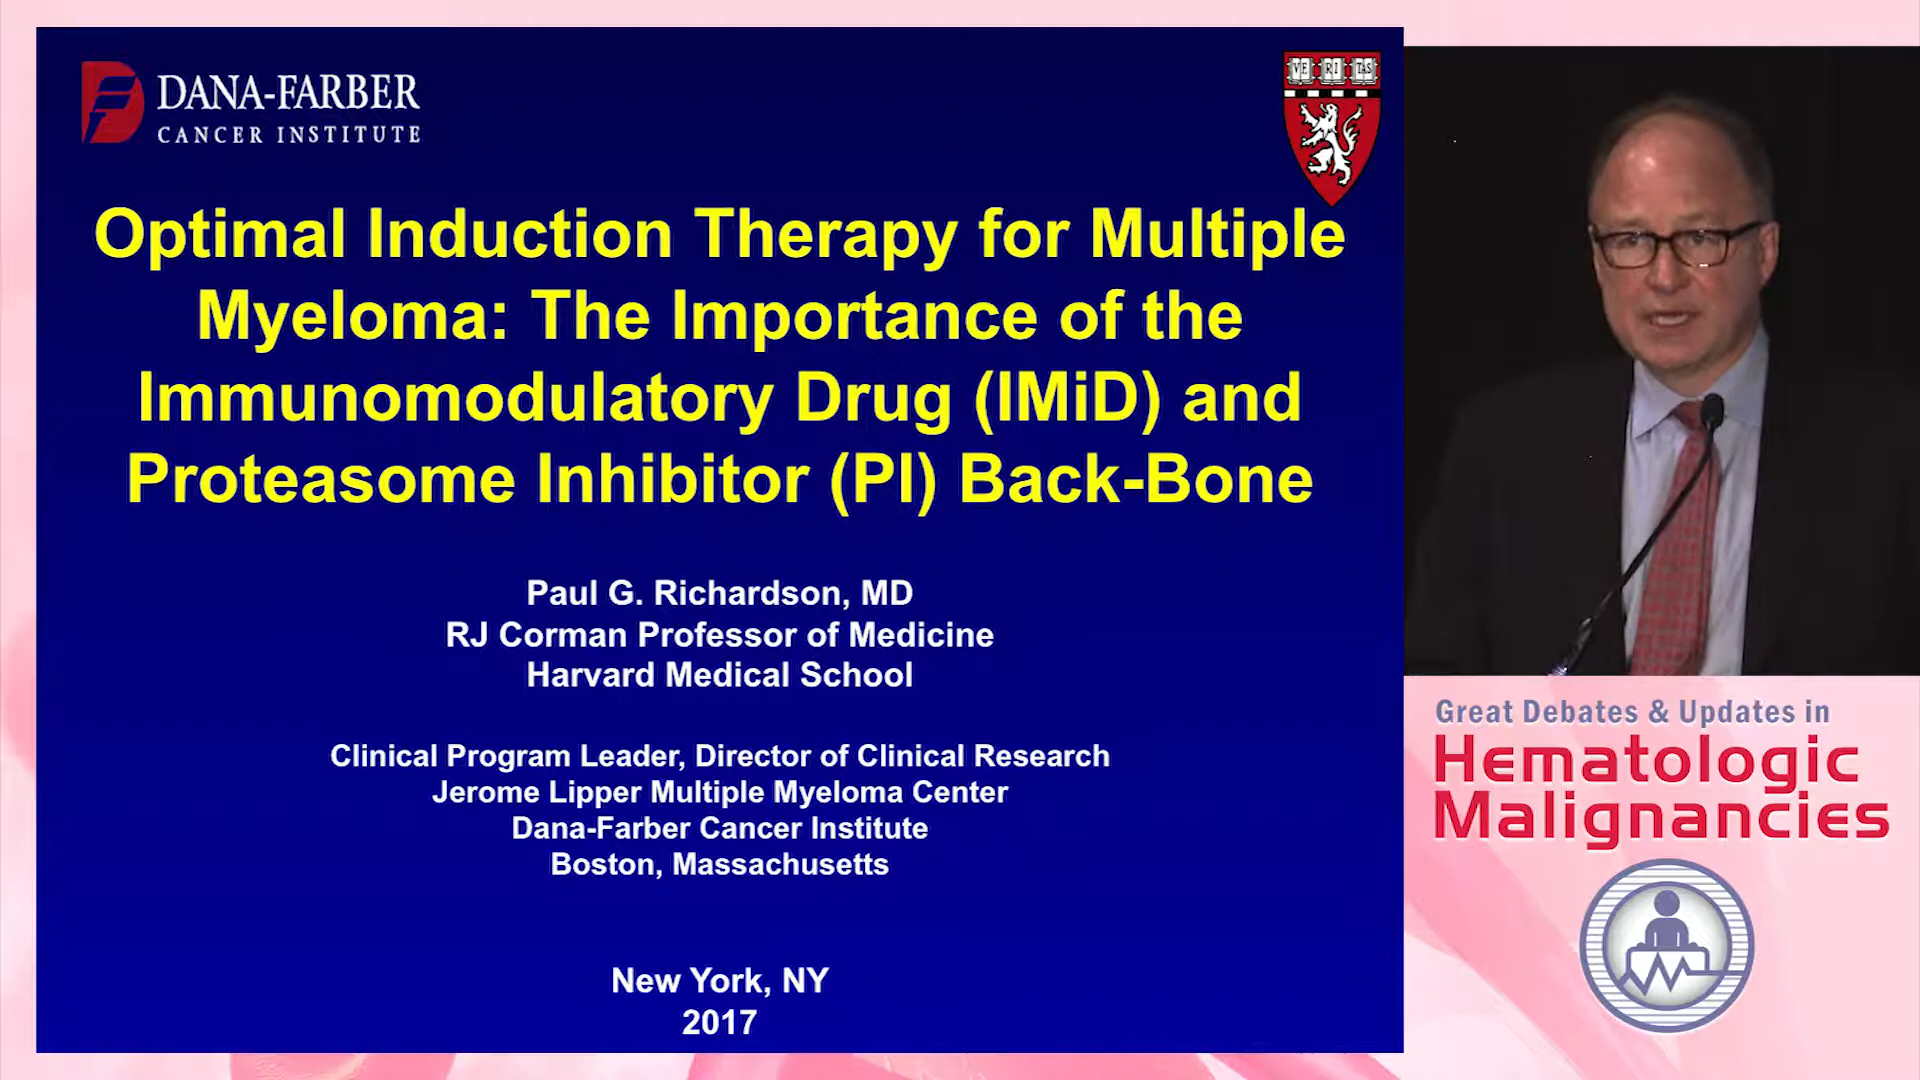 DANA-FARBER
CANCER INSTITUTE
VE RI TAS
Optimal Induction Therapy for Multiple
Myeloma: The Importance of the
Immunomodulatory Drug (IMiD) and
Proteasome Inhibitor (PI) Back-Bone
Paul G. Richardson, MD
RJ Corman Professor of Medicine
Harvard Medical School
Clinical Program Leader, Director of Clinical Research
Jerome Lipper Multiple Myeloma Center
Dana-Farber Cancer Institute
Boston, Massachusetts
New York, NY
2017
Great Debates & Updates in
Hematologic
Malignancies